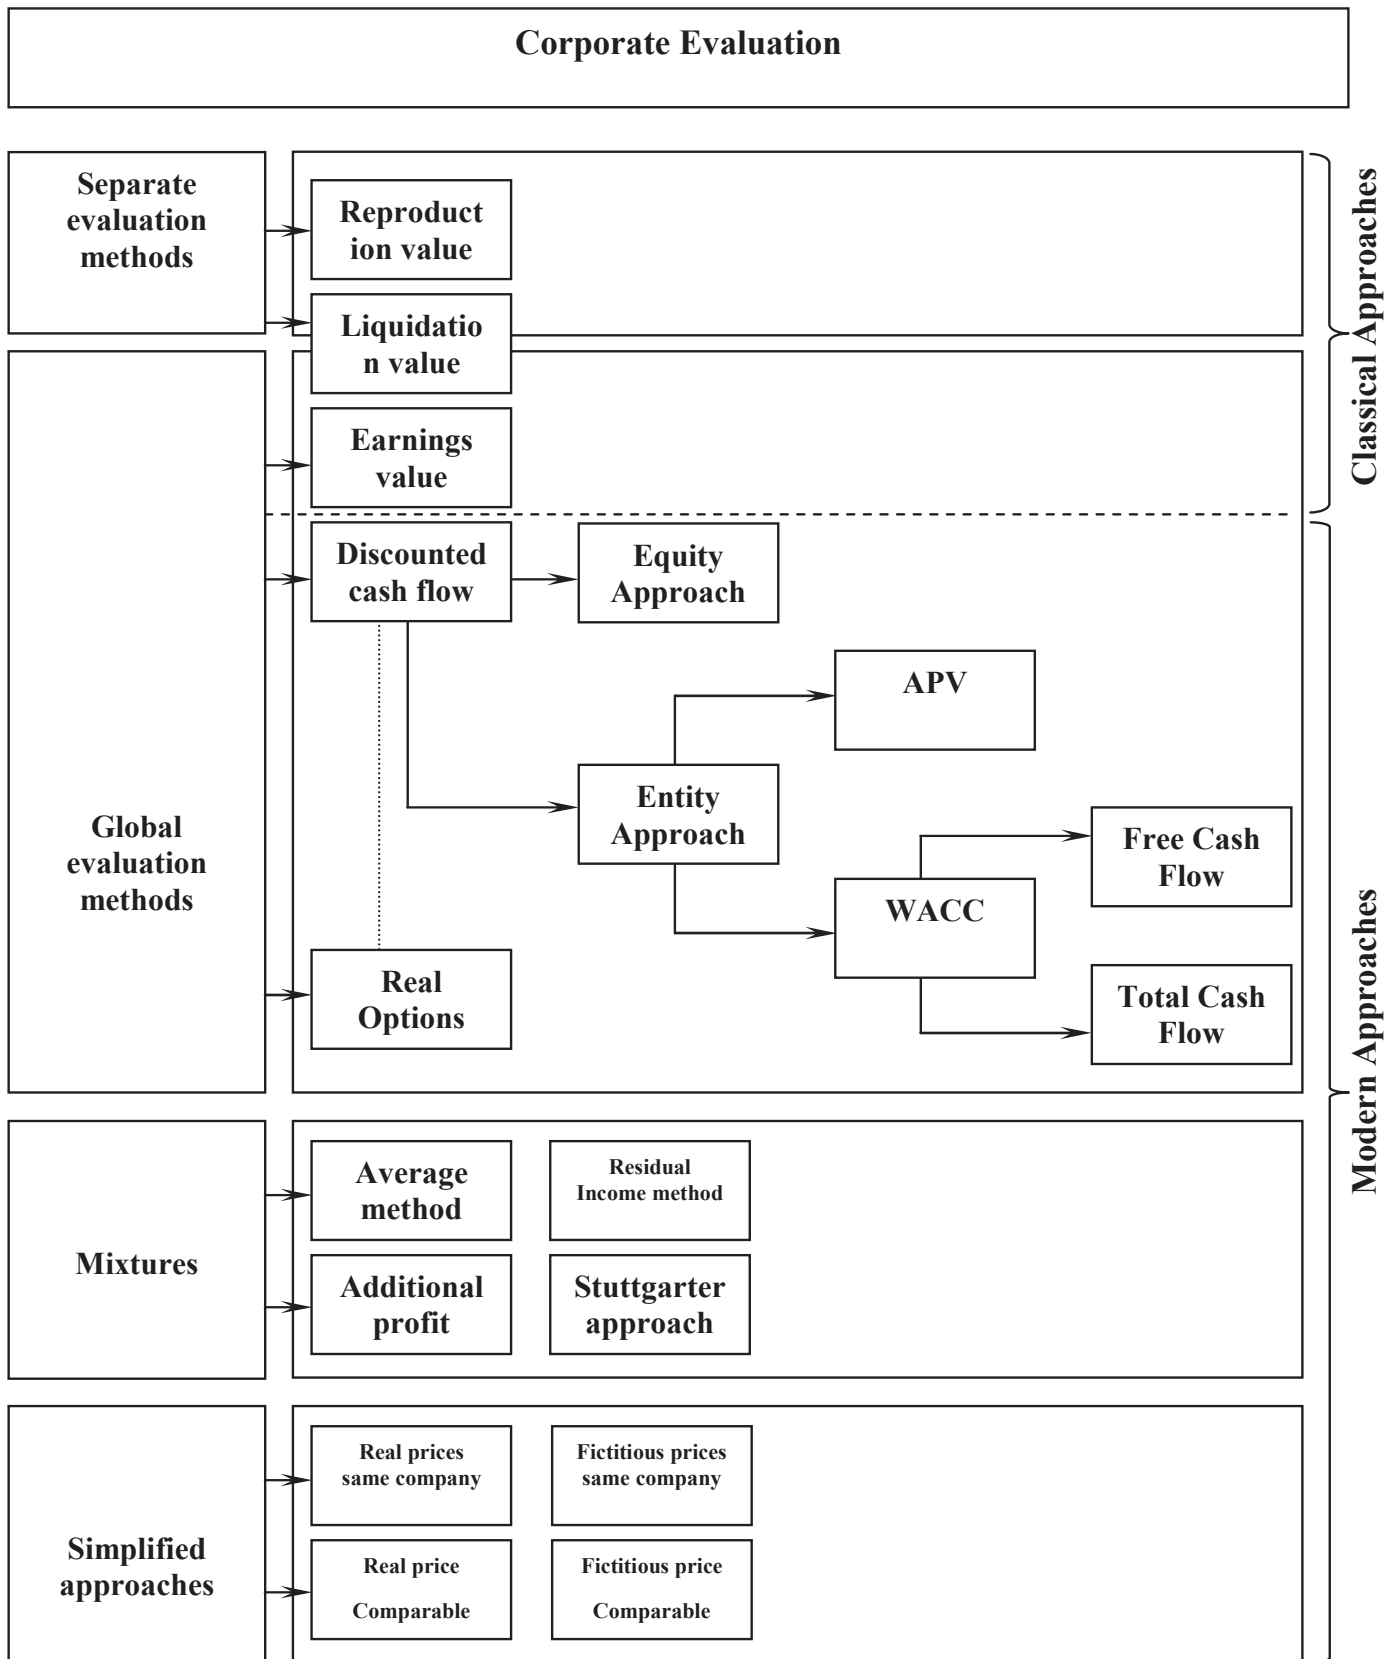 Corporate Evaluation
Separate
evaluation
methods
Reproduct
ion value
Liquidatio
n value
Classical Approaches
Global
evaluation
methods
Earnings
value
Discounted
cash flow
Equity
Approach
APV
Entity
Approach
Free Cash
Flow
WACC
Real
Options
Total Cash
Flow
Modern Approaches
Mixtures
Average
method
Residual
Income method
Additional
profit
Stuttgarter
approach
Simplified
approaches
Real prices
same company
Fictitious prices
same company
Real price
Comparable
Fictitious price
Comparable